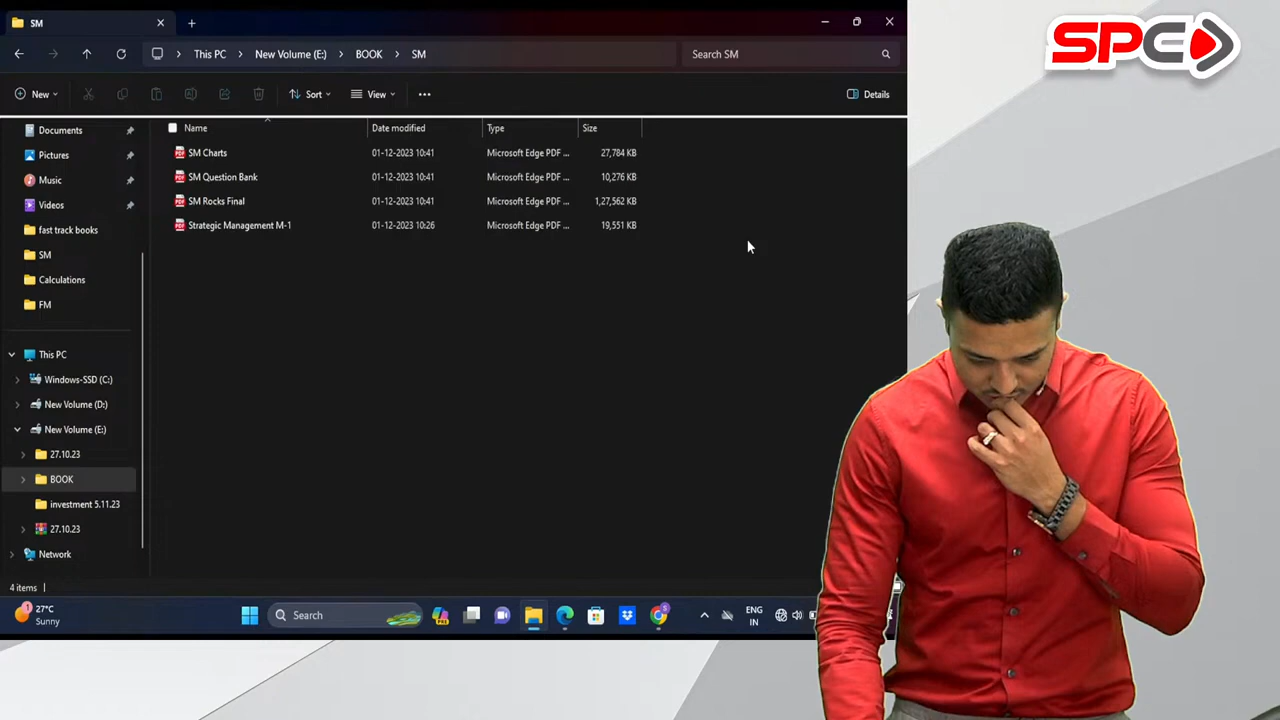 SM
SPC
This PC
New Volume (E:)
Search SM
New
Sort
View
Details
Name
Date modified
Type
Size
Documents
Pictures
Music
Videos
fast track books
SM
Calculations
FM
This PC
Windows-SSD (C:)
New Volume (D:)
New Volume (E:)
27.10.23
BOOK
investment 5.11.23
27.10.23
Network
SM Charts 01-12-2023 10:41 Microsoft Edge PDF ... 27,784 KB
SM Question Bank 01-12-2023 10:41 Microsoft Edge PDF ... 10,276 KB
SM Rocks Final 01-12-2023 10:41 Microsoft Edge PDF ... 1,27,562 KB
Strategic Management M-1 01-12-2023 10:26 Microsoft Edge PDF ... 19,551 KB
4 items
1
27°C
Sunny
Search
S
ENG
IN